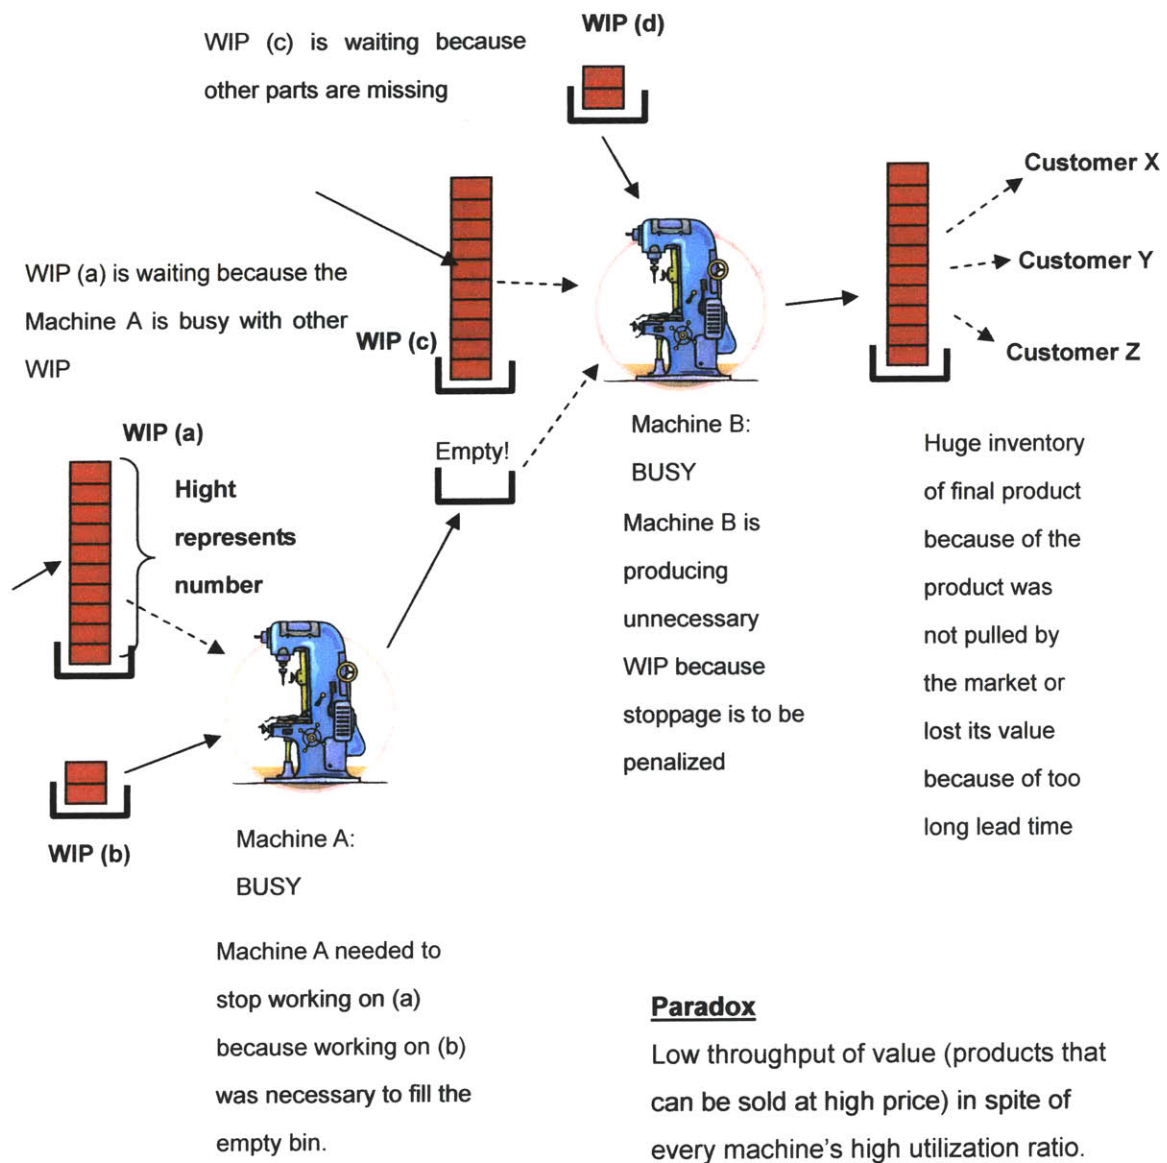 WIP (c) is waiting because
other parts are missing
WIP (d)
Customer X
Customer Y
Customer Z
WIP (a) is waiting because the
Machine A is busy with other
WIP
WIP (c)
WIP (a)
Hight
represents
number
Empty!
Machine B:
BUSY
Machine B is
producing
unnecessary
WIP because
stoppage is to be
penalized
Huge inventory
of final product
because of the
product was
not pulled by
the market or
lost its value
because of too
long lead time
WIP (b)
Machine A:
BUSY
Machine A needed to
stop working on (a)
because working on (b)
was necessary to fill the
empty bin.
Paradox
Low throughput of value (products that
can be sold at high price) in spite of
every machine's high utilization ratio.